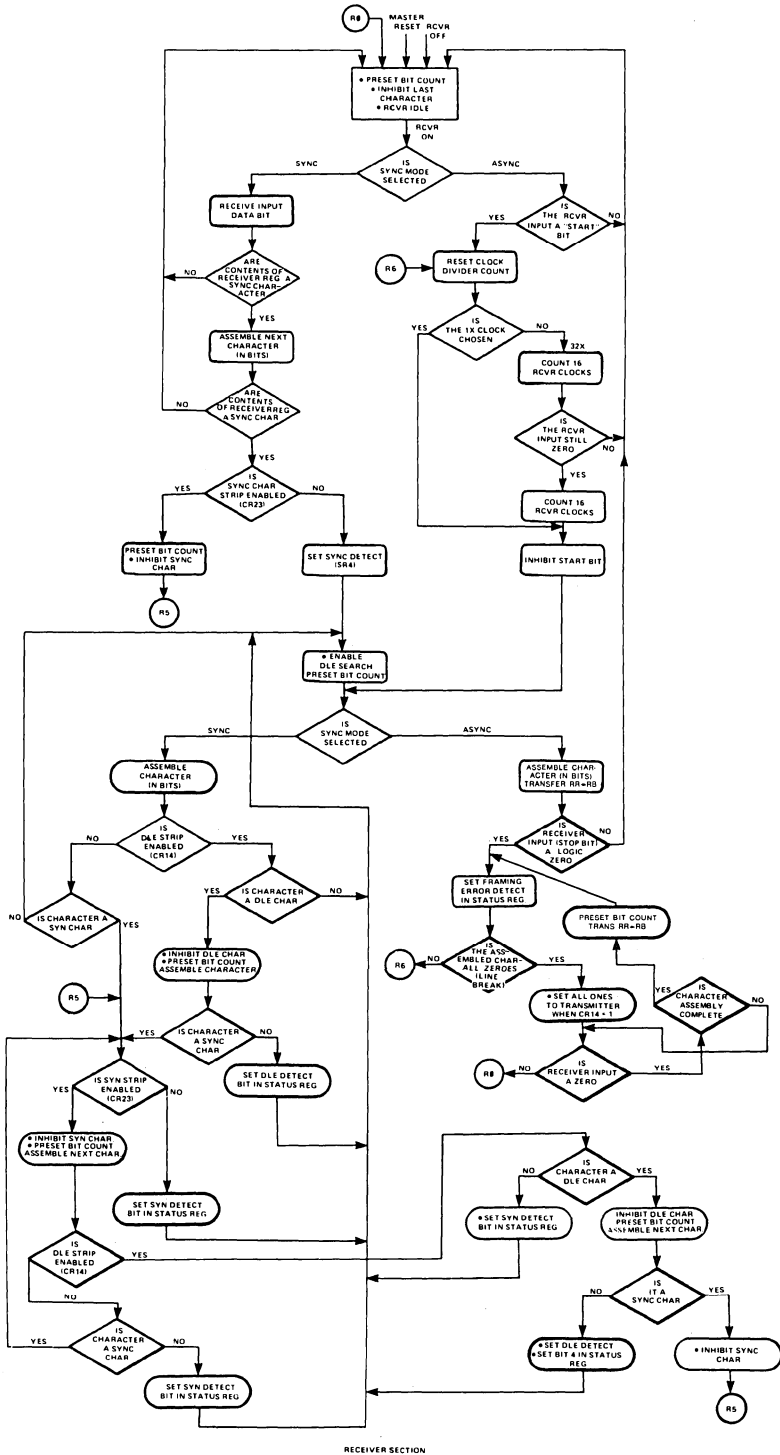 R0
MASTER
RESET
RCVR
OFF
• PRESET BIT COUNT
• INHIBIT LAST
CHARACTER
• RCVR IDLE
RCVR
ON
SYNC
IS
SYNC MODE
SELECTED
ASYNC
RECEIVE INPUT
DATA BIT
YES
IS
THE RCVR
INPUT A "START"
BIT
NO
NO
ARE
CONTENTS OF
RECEIVER REG A
SYNC CHAR-
ACTER
R6
RESET CLOCK
DIVIDER COUNT
YES
YES
IS
THE 1X CLOCK
CHOSEN
NO
ASSEMBLE NEXT
CHARACTER
(N BITS)
32X
COUNT 16
RCVR CLOCKS
NO
ARE
CONTENTS
OF RECEIVER REG
A SYNC CHAR
IS
THE RCVR
INPUT STILL
ZERO
NO
YES
YES
YES
IS
SYNC CHAR
STRIP ENABLED
(CR23)
NO
COUNT 16
RCVR CLOCKS
PRESET BIT COUNT
• INHIBIT SYNC
CHAR
SET SYNC DETECT
(SR4)
INHIBIT START BIT
R5
• ENABLE
DLE SEARCH
PRESET BIT COUNT
SYNC
IS
SYNC MODE
SELECTED
ASYNC
ASSEMBLE
CHARACTER
(N BITS)
ASSEMBLE CHAR-
ACTER (N BITS)
TRANSFER RR=RB
NO
IS
DLE STRIP
ENABLED
(CR14)
YES
YES
IS
RECEIVER
INPUT (STOP BIT)
A LOGIC
ZERO
NO
NO
IS CHARACTER A
SYN CHAR
YES
YES
IS CHARACTER
A DLE CHAR
NO
SET FRAMING
ERROR DETECT
IN STATUS REG
PRESET BIT COUNT
TRANS RR=RB
• INHIBIT DLE CHAR
• PRESET BIT COUNT
ASSEMBLE CHARACTER
R6
NO
IS
THE ASS-
EMBLED CHAR-
ALL ZEROES
(LINE
BREAK)
YES
R5
• SET ALL ONES
TO TRANSMITTER
WHEN CR14 = 1
YES
IS
CHARACTER
ASSEMBLY
COMPLETE
NO
YES
IS CHARACTER
A SYNC
CHAR
NO
SET DLE DETECT
BIT IN STATUS REG
R0
NO
IS
RECEIVER INPUT
A ZERO
YES
YES
IS SYN STRIP
ENABLED
(CR23)
NO
• INHIBIT SYN CHAR
• PRESET BIT COUNT
ASSEMBLE NEXT CHAR
SET SYN DETECT
BIT IN STATUS REG
NO
IS
CHARACTER A
DLE CHAR
YES
• SET SYN DETECT
BIT IN STATUS
REG
INHIBIT DLE CHAR
PRESET BIT COUNT
ASSEMBLE NEXT CHAR
IS
DLE STRIP
ENABLED
(CR14)
YES
NO
NO
IS
IT A
SYNC CHAR
YES
YES
IS
CHARACTER
A SYNC
CHAR
NO
SET SYN DETECT
BIT IN STATUS REG
• SET DLE DETECT
• SET BIT 4 IN STATUS
REG
• INHIBIT SYNC
CHAR
R5
RECEIVER SECTION